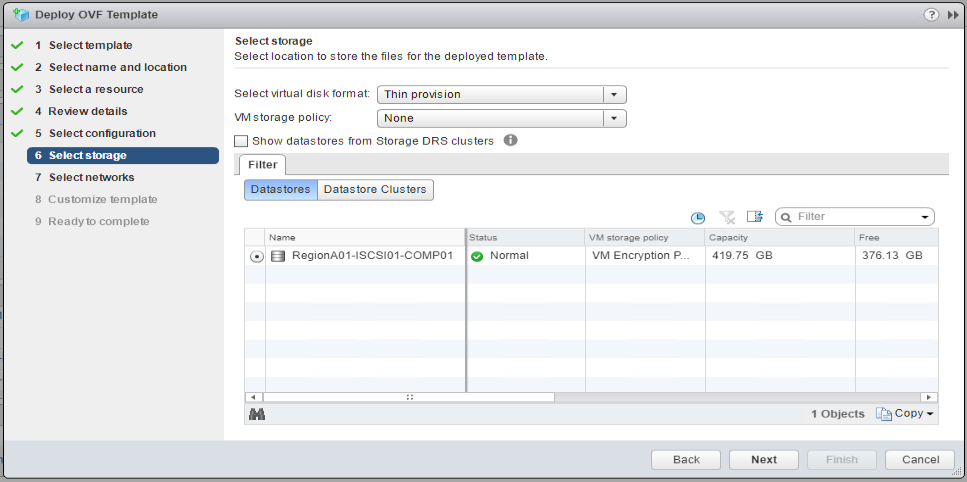 Deploy OVF Template
1 Select template
2 Select name and location
3 Select a resource
4 Review details
5 Select configuration
6 Select storage
7 Select networks
8 Customize template
9 Ready to complete
Select storage
Select location to store the files for the deployed template.
Select virtual disk format: Thin provision
VM storage policy: None
Show datastores from Storage DRS clusters
Filter
Datastores Datastore Clusters
Filter
Name Status VM storage policy Capacity Free
RegionA01-ISCSI01-COMP01 Normal VM Encryption P... 419.75 GB 376.13 GB
1 Objects Copy
Back Next Finish Cancel